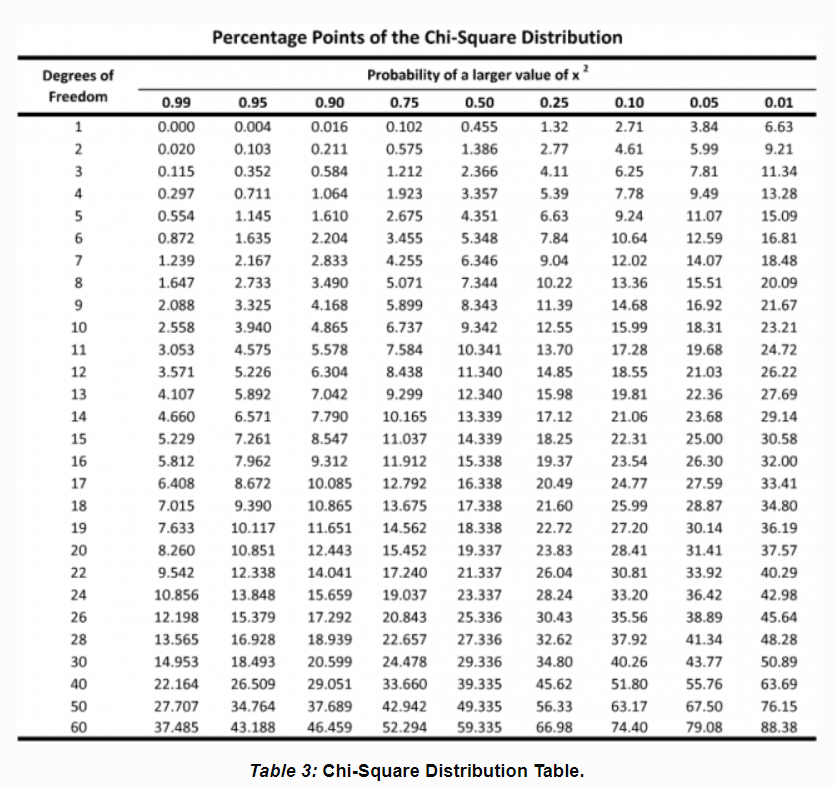 Percentage Points of the Chi-Square Distribution
Degrees of Freedom
Probability of a larger value of x ²
0.99 0.95 0.90 0.75 0.50 0.25 0.10 0.05 0.01
1 0.000 0.004 0.016 0.102 0.455 1.32 2.71 3.84 6.63
2 0.020 0.103 0.211 0.575 1.386 2.77 4.61 5.99 9.21
3 0.115 0.352 0.584 1.212 2.366 4.11 6.25 7.81 11.34
4 0.297 0.711 1.064 1.923 3.357 5.39 7.78 9.49 13.28
5 0.554 1.145 1.610 2.675 4.351 6.63 9.24 11.07 15.09
6 0.872 1.635 2.204 3.455 5.348 7.84 10.64 12.59 16.81
7 1.239 2.167 2.833 4.255 6.346 9.04 12.02 14.07 18.48
8 1.647 2.733 3.490 5.071 7.344 10.22 13.36 15.51 20.09
9 2.088 3.325 4.168 5.899 8.343 11.39 14.68 16.92 21.67
10 2.558 3.940 4.865 6.737 9.342 12.55 15.99 18.31 23.21
11 3.053 4.575 5.578 7.584 10.341 13.70 17.28 19.68 24.72
12 3.571 5.226 6.304 8.438 11.340 14.85 18.55 21.03 26.22
13 4.107 5.892 7.042 9.299 12.340 15.98 19.81 22.36 27.69
14 4.660 6.571 7.790 10.165 13.339 17.12 21.06 23.68 29.14
15 5.229 7.261 8.547 11.037 14.339 18.25 22.31 25.00 30.58
16 5.812 7.962 9.312 11.912 15.338 19.37 23.54 26.30 32.00
17 6.408 8.672 10.085 12.792 16.338 20.49 24.77 27.59 33.41
18 7.015 9.390 10.865 13.675 17.338 21.60 25.99 28.87 34.80
19 7.633 10.117 11.651 14.562 18.338 22.72 27.20 30.14 36.19
20 8.260 10.851 12.443 15.452 19.337 23.83 28.41 31.41 37.57
22 9.542 12.338 14.041 17.240 21.337 26.04 30.81 33.92 40.29
24 10.856 13.848 15.659 19.037 23.337 28.24 33.20 36.42 42.98
26 12.198 15.379 17.292 20.843 25.336 30.43 35.56 38.89 45.64
28 13.565 16.928 18.939 22.657 27.336 32.62 37.92 41.34 48.28
30 14.953 18.493 20.599 24.478 29.336 34.80 40.26 43.77 50.89
40 22.164 26.509 29.051 33.660 39.335 45.62 51.80 55.76 63.69
50 27.707 34.764 37.689 42.942 49.335 56.33 63.17 67.50 76.15
60 37.485 43.188 46.459 52.294 59.335 66.98 74.40 79.08 88.38
Table 3: Chi-Square Distribution Table.